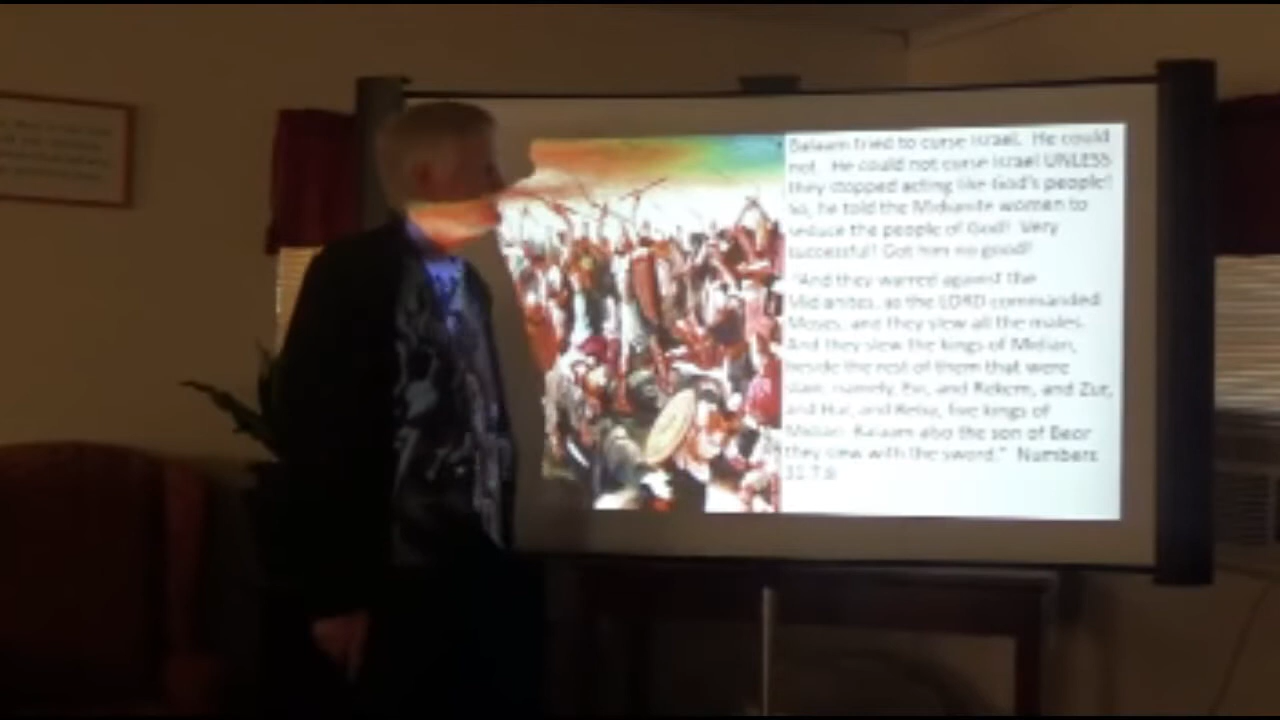 Balaam tried to curse Israel. He could
not. He could not curse Israel UNLESS
they stopped acting like God's people!
So, he told the Midianite women to
seduce the people of God! Very
successful! Got him no good!
"And they warred against the
Midianites, as the LORD commanded
Moses; and they slew all the males.
And they slew the kings of Midian,
beside the rest of them that were
slain; namely, Evi, and Rekem, and Zur,
and Hur, and Reba, five kings of
Midian: Balaam also the son of Beor
they slew with the sword." Numbers
31:7,8